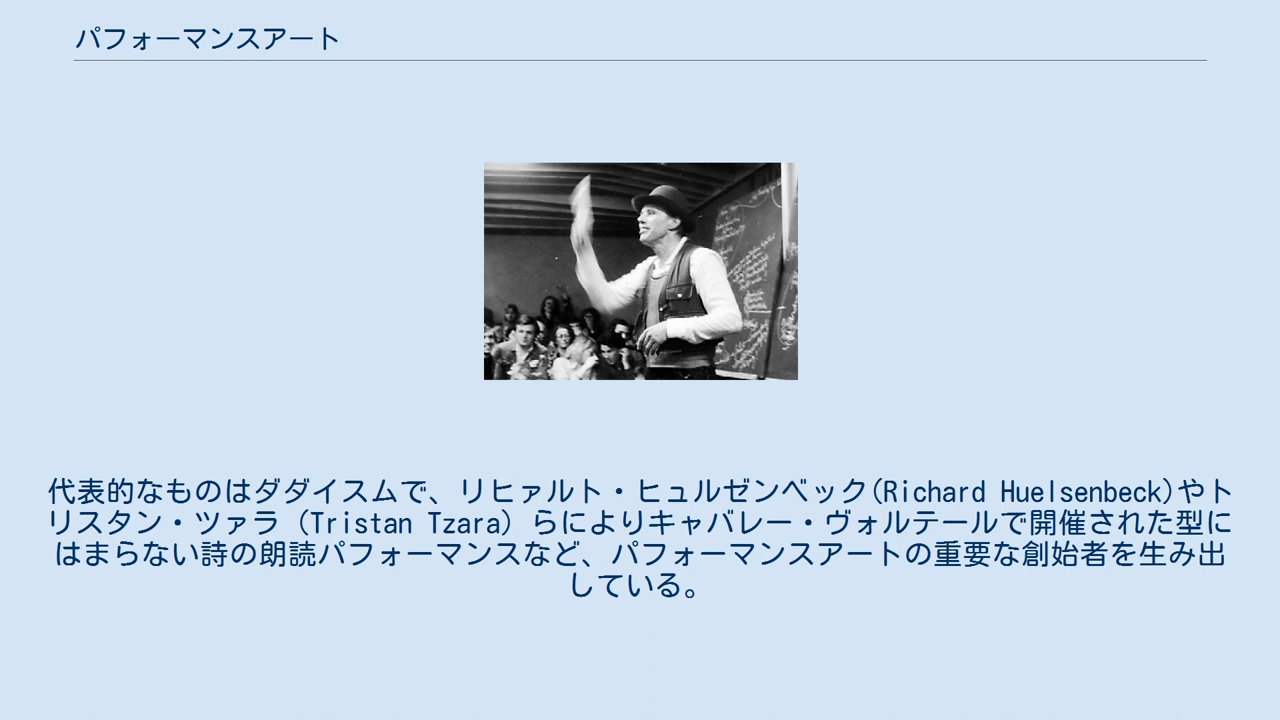 パフォーマンスアート
代表的なものはダダイスムで、リヒァルト・ヒュルゼンベック(Richard Huelsenbeck)やト
リスタン・ツァラ (Tristan Tzara) らによりキャバレー・ヴォルテールで開催された型に
はまらない詩の朗読パフォーマンスなど、パフォーマンスアートの重要な創始者を生み出
している。